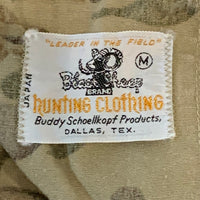 "LEADER IN THE FIELD"
Black Sheep
BRAND
M
JAPAN
HUNTING CLOTHING
Buddy Schoellkopf Products,
DALLAS, TEX.